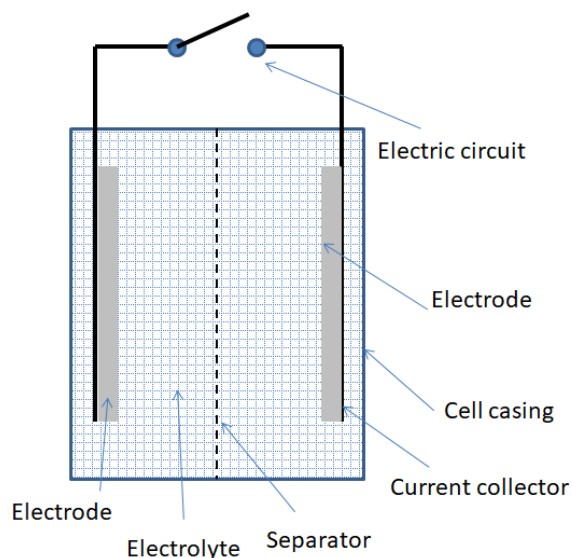 Electric circuit
Electrode
Cell casing
Current collector
Electrode
Electrolyte
Separator